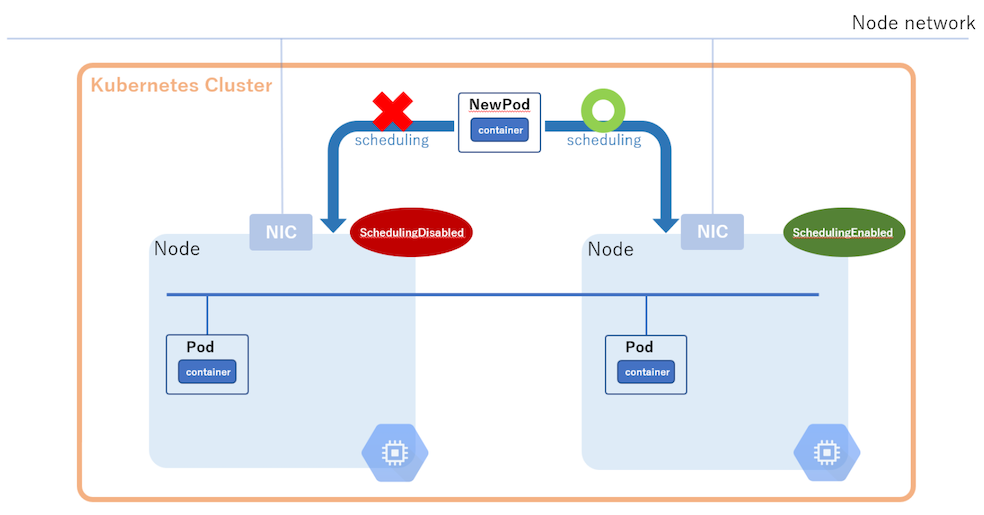 Node network
Kubernetes Cluster
NewPod
container
scheduling
scheduling
NIC
SchedulingDisabled
NIC
SchedulingEnabled
Node
Node
Pod
container
Pod
container